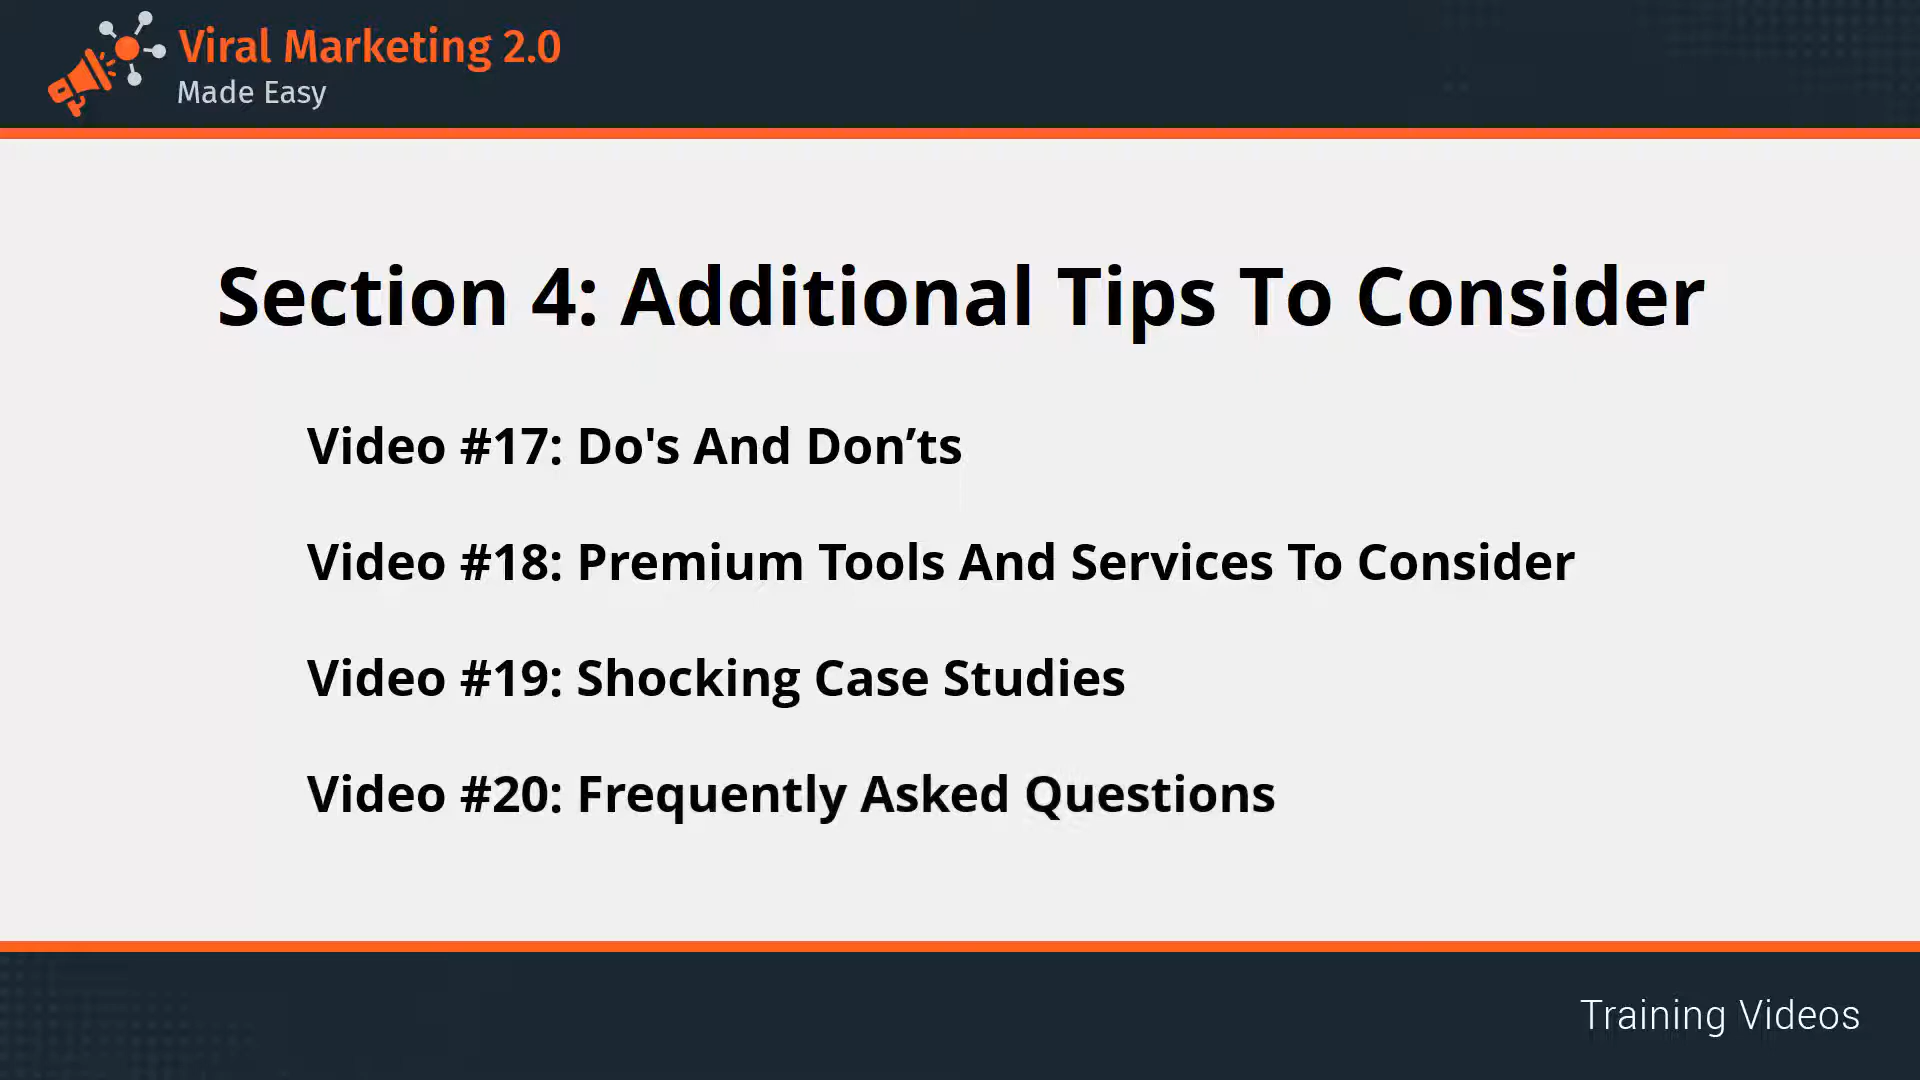 Viral Marketing 2.0
Made Easy
Section 4: Additional Tips To Consider
Video #17: Do's And Don’ts
Video #18: Premium Tools And Services To Consider
Video #19: Shocking Case Studies
Video #20: Frequently Asked Questions
Training Videos